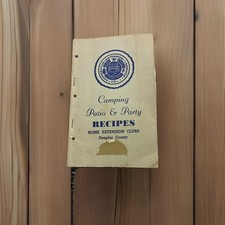 Camping
Patio & Party
RECIPES
HOME EXTENSION CLUBS
Douglas County